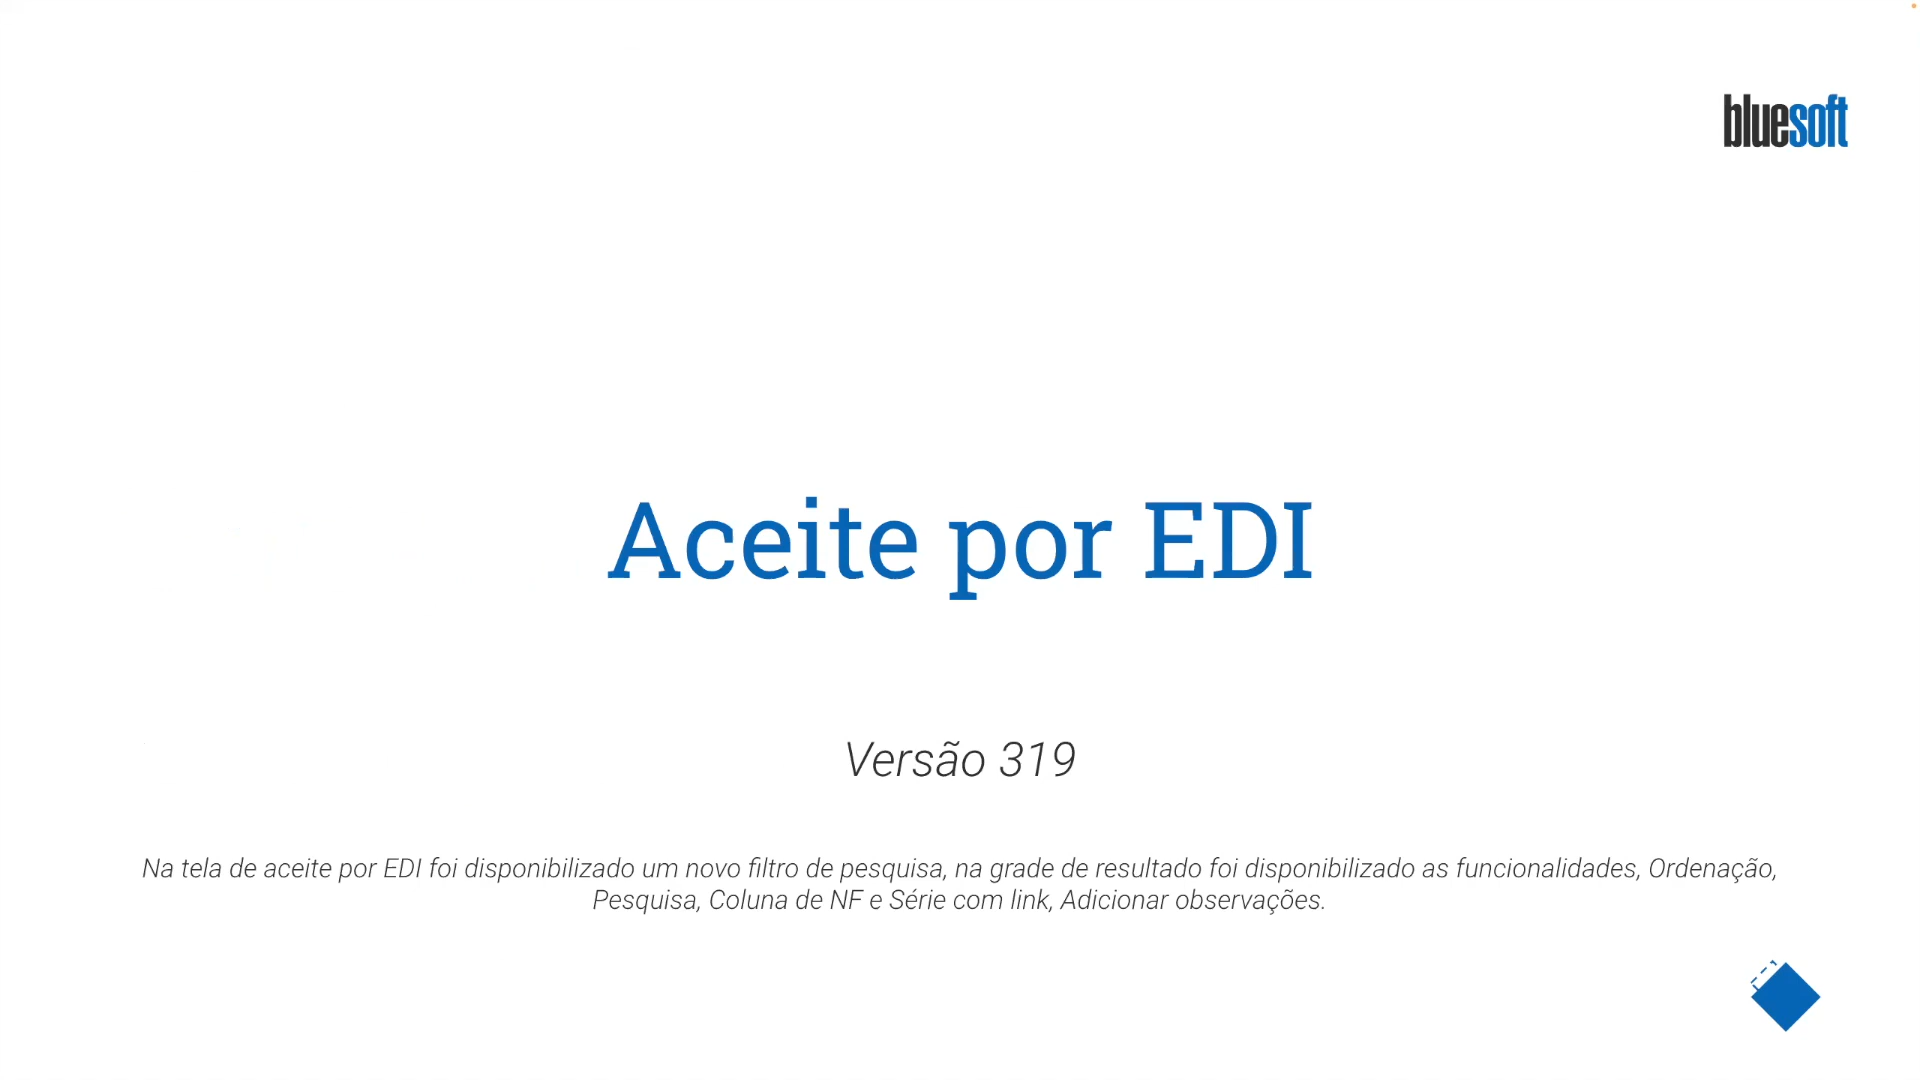 bluesoft
Aceite por EDI
Versão 319
Na tela de aceite por EDI foi disponibilizado um novo filtro de pesquisa, na grade de resultado foi disponibilizado as funcionalidades, Ordenação,
Pesquisa, Coluna de NF e Série com link, Adicionar observações.